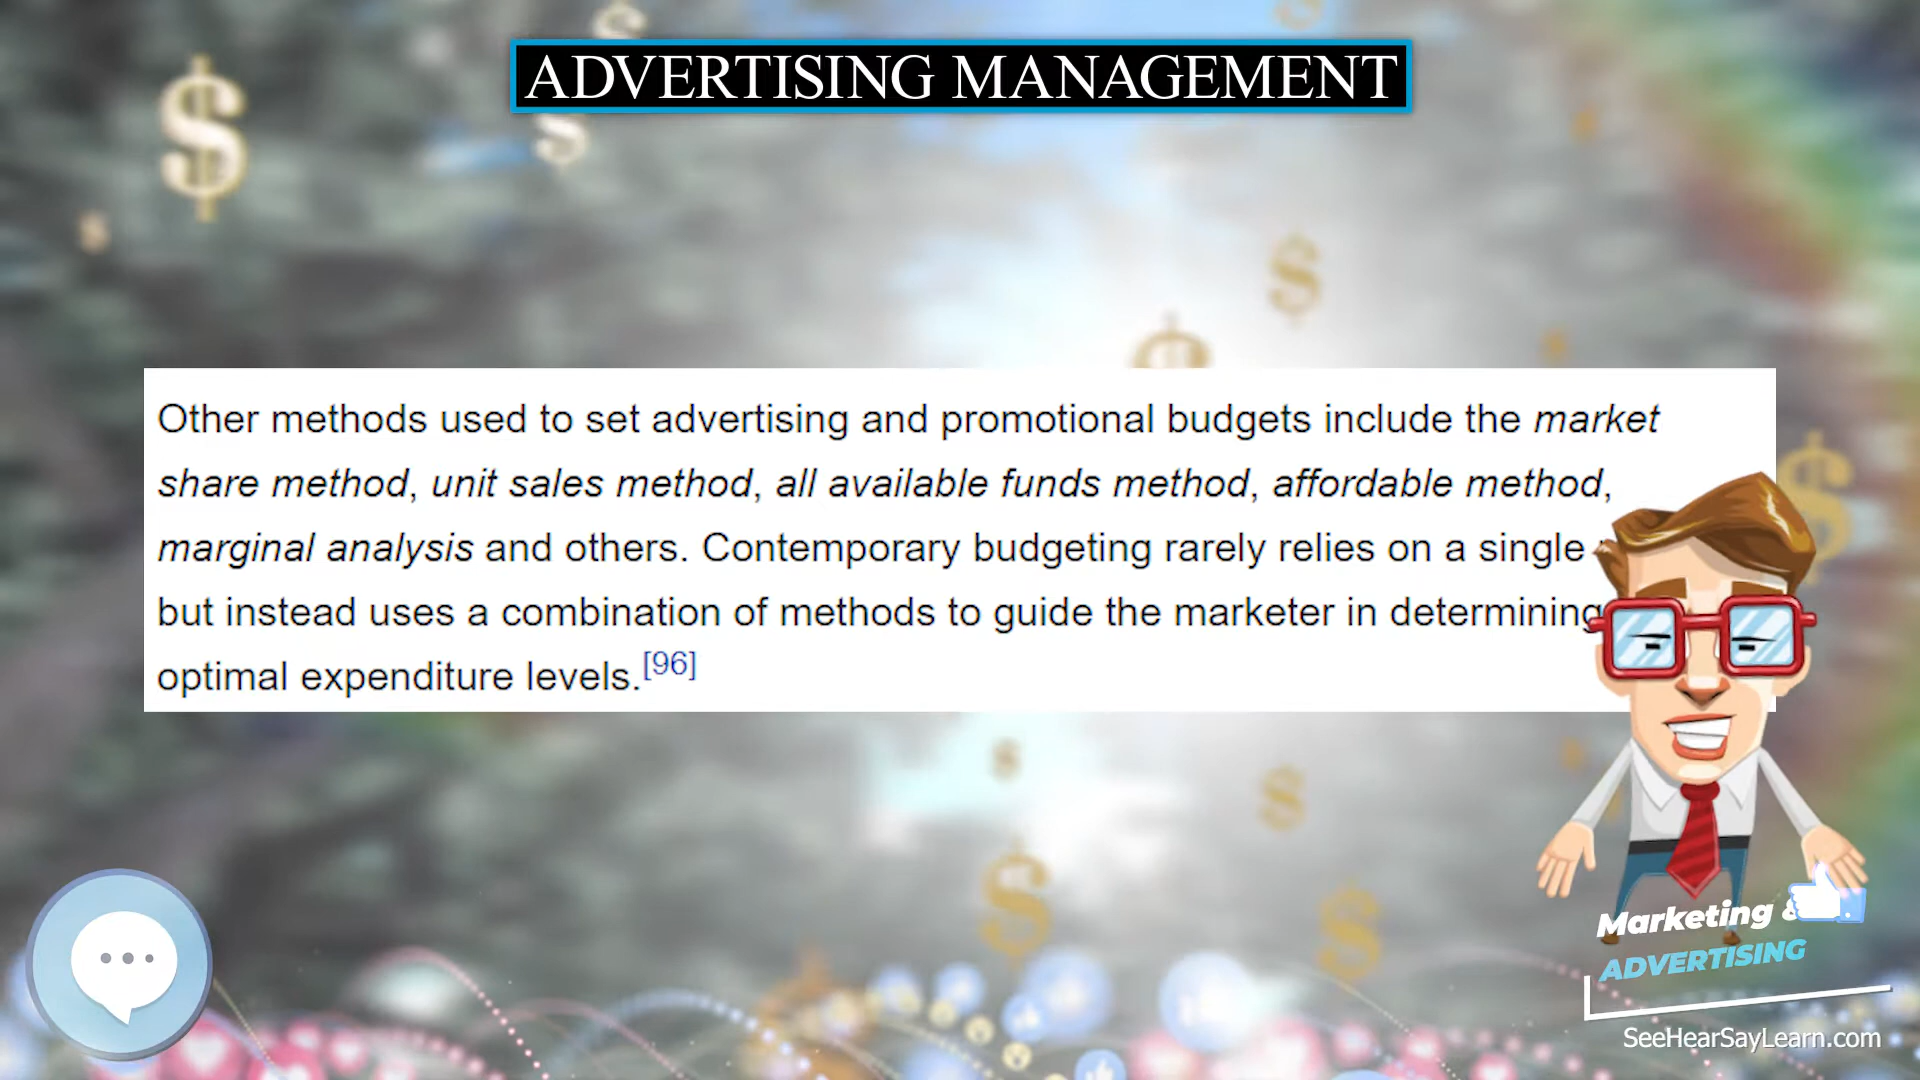 ADVERTISING MANAGEMENT
Other methods used to set advertising and promotional budgets include the market
share method, unit sales method, all available funds method, affordable method,
marginal analysis and others. Contemporary budgeting rarely relies on a single
but instead uses a combination of methods to guide the marketer in determining
optimal expenditure levels.[96]
Marketing &
ADVERTISING
SeeHearSayLearn.com